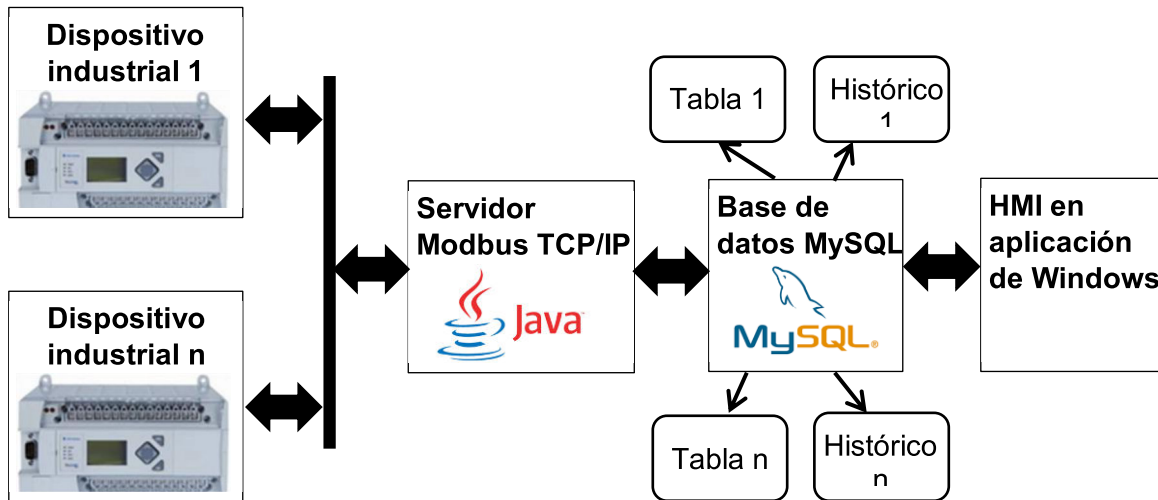 Dispositivo
industrial 1
Dispositivo
industrial n
Servidor
Modbus TCP/IP
Java
Tabla 1
Histórico
1
Base de
datos MySQL
MySQL®
Tabla n
Histórico
n
HMI en
aplicación
de Windows